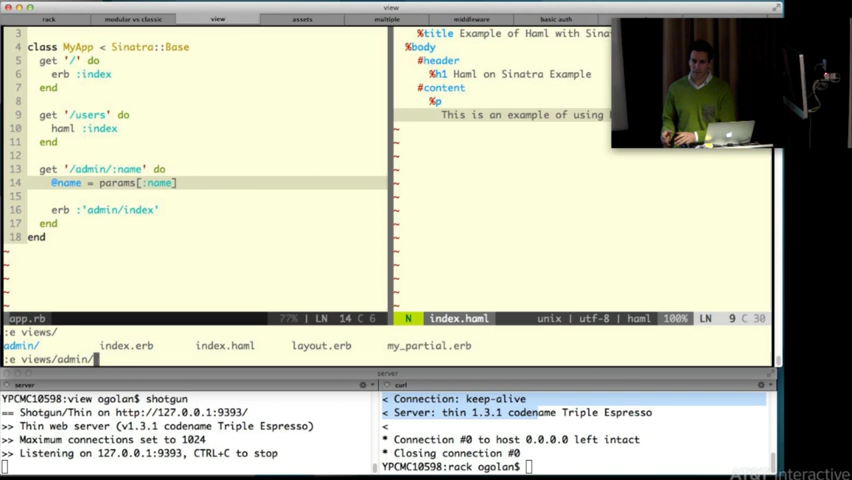 view
rack modular vs classic view assets multiple middleware basic auth
3
4 class MyApp < Sinatra::Base
5 get '/' do
6 erb :index
7 end
8
9 get '/users' do
10 haml :index
11 end
12
13 get '/admin/:name' do
14 @name = params[:name]
15
16 erb :'admin/index'
17 end
18 end
~
~
~
~
~
app.rb 77% | LN 14 C 6
%title Example of Haml with Sina
%body
#header
%h1 Haml on Sinatra Example
#content
%p
This is an example of using
~
~
~
~
~
~
~
~
~
~
~
~
~
~
N index.haml unix | utf-8 | haml 100% LN 9 C 30
:e views/
admin/ index.erb index.haml layout.erb my_partial.erb
:e views/admin/
server
server
YPCMC10598:view ogolan$ shotgun
== Shotgun/Thin on http://127.0.0.1:9393/
>> Thin web server (v1.3.1 codename Triple Espresso)
>> Maximum connections set to 1024
>> Listening on 127.0.0.1:9393, CTRL+C to stop
curl
< Connection: keep-alive
< Server: thin 1.3.1 codename Triple Espresso
<
* Connection #0 to host 0.0.0.0 left intact
* Closing connection #0
YPCMC10598:rack ogolan$
AT&T Interactive